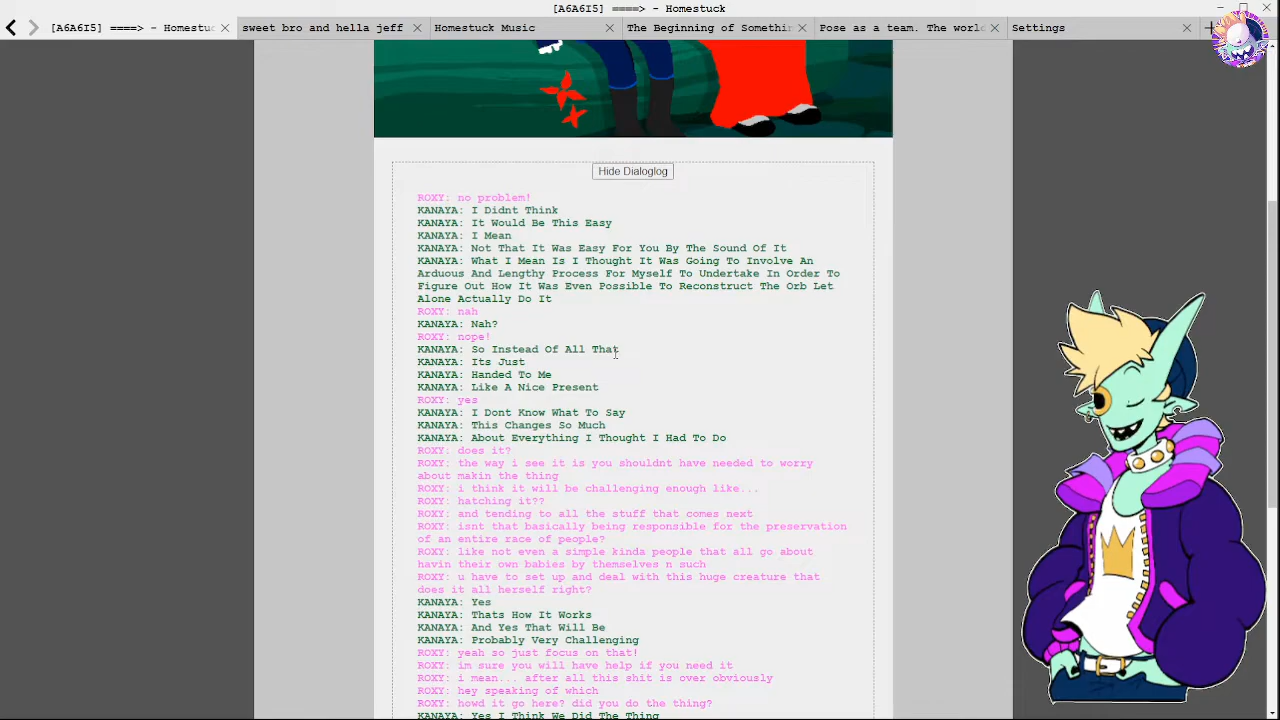 [A6A6I5] ====> - Homestuck
[A6A6I5] ====> - Homestuc
sweet bro and hella jeff
Homestuck Music
The Beginning of Somethin
Pose as a team. The worl
Settings
Hide Dialoglog
ROXY: no problem!
KANAYA: I Didnt Think
KANAYA: It Would Be This Easy
KANAYA: I Mean
KANAYA: Not That It Was Easy For You By The Sound Of It
KANAYA: What I Mean Is I Thought It Was Going To Involve An
Arduous And Lengthy Process For Myself To Undertake In Order To
Figure Out How It Was Even Possible To Reconstruct The Orb Let
Alone Actually Do It
ROXY: nah
KANAYA: Nah?
ROXY: nope!
KANAYA: So Instead Of All That
KANAYA: Its Just
KANAYA: Handed To Me
KANAYA: Like A Nice Present
ROXY: yes
KANAYA: I Dont Know What To Say
KANAYA: This Changes So Much
KANAYA: About Everything I Thought I Had To Do
ROXY: does it?
ROXY: the way i see it is you shouldnt have needed to worry
about makin the thing
ROXY: i think it will be challenging enough like...
ROXY: hatching it??
ROXY: and tending to all the stuff that comes next
ROXY: isnt that basically being responsible for the preservation
of an entire race of people?
ROXY: like not even a simple kinda people that all go about
havin their own babies by themselves n such
ROXY: u have to set up and deal with this huge creature that
does it all herself right?
KANAYA: Yes
KANAYA: Thats How It Works
KANAYA: And Yes That Will Be
KANAYA: Probably Very Challenging
ROXY: yeah so just focus on that!
ROXY: im sure you will have help if you need it
ROXY: i mean... after all this shit is over obviously
ROXY: hey speaking of which
ROXY: howd it go here? did you do the thing?
KANAYA: Yes I Think We Did The Thing